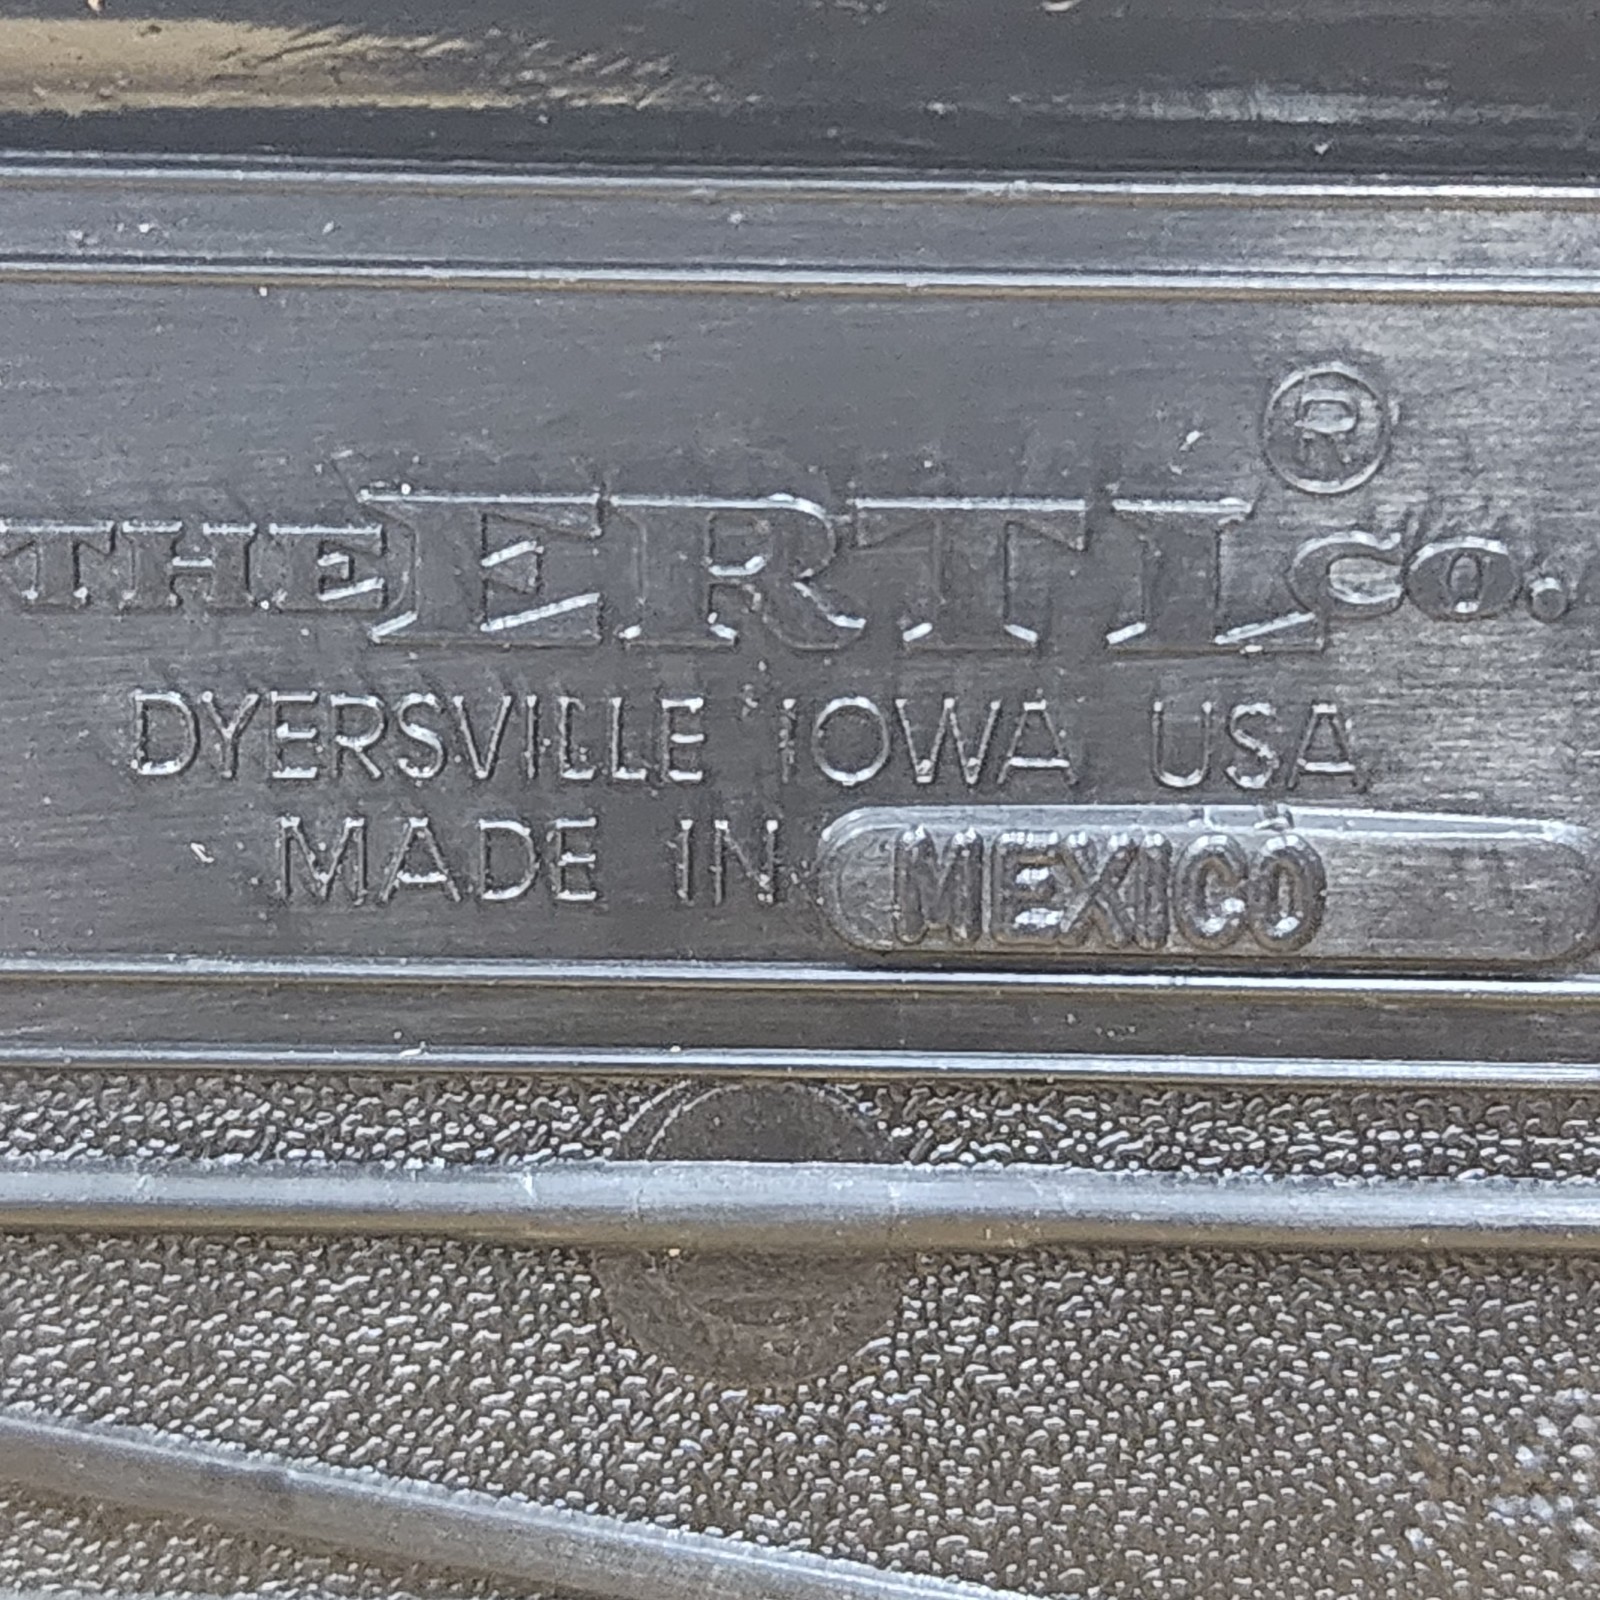 THE ERTL® CO.
DYERSVILLE IOWA USA
MADE IN MEXICO